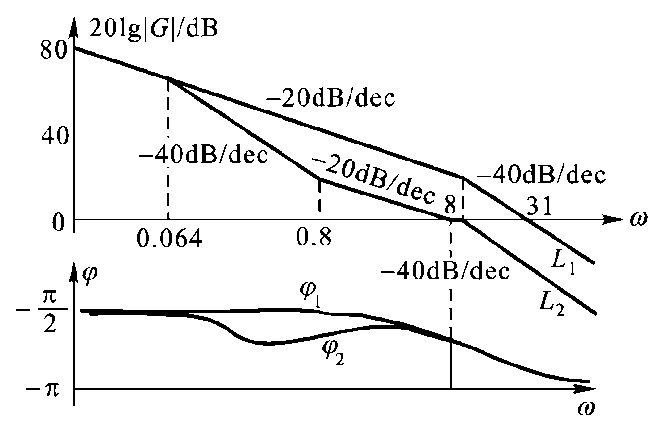 20lg|G|/dB
80
−20dB/dec
40
−40dB/dec
−20dB/dec
−40dB/dec
8
31
0
ω
0.064
0.8
−40dB/dec
L₁
L₂
φ
−π/2
φ₁
φ₂
−π
ω